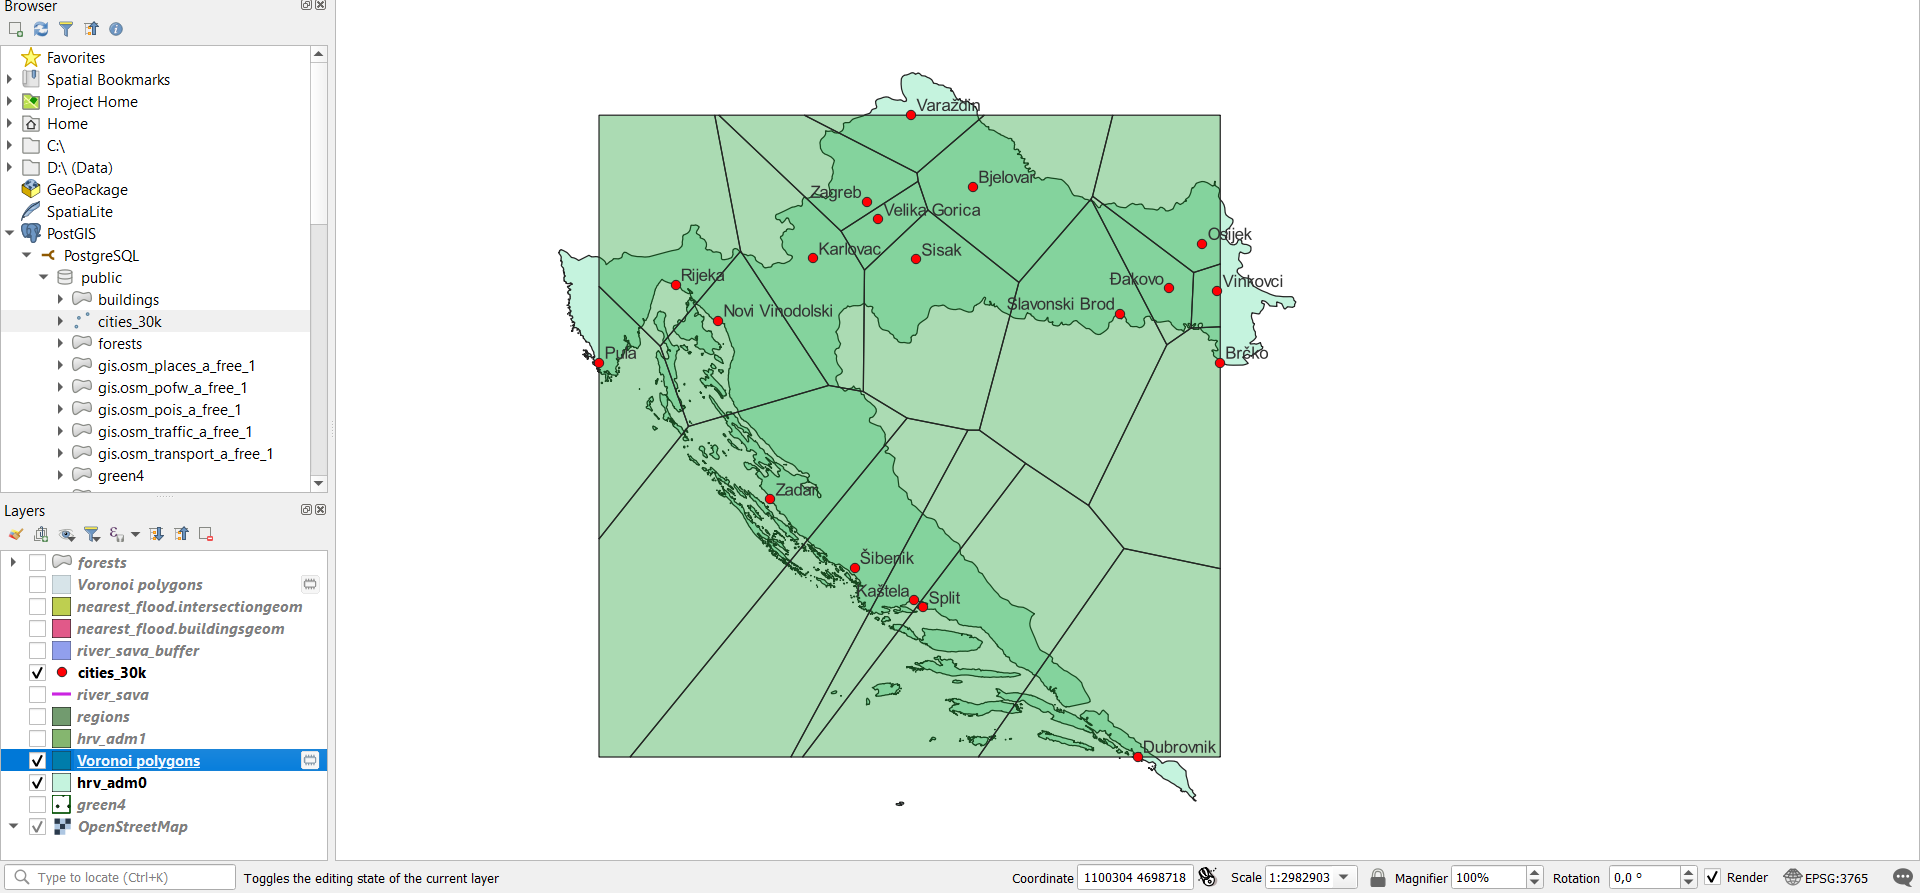 Browser
Favorites
Spatial Bookmarks
Project Home
Home
C:\
D:\ (Data)
GeoPackage
SpatiaLite
PostGIS
PostgreSQL
public
buildings
cities_30k
forests
gis.osm_places_a_free_1
gis.osm_pofw_a_free_1
gis.osm_pois_a_free_1
gis.osm_traffic_a_free_1
gis.osm_transport_a_free_1
green4
Layers
forests
Voronoi polygons
nearest_flood.intersectiongeom
nearest_flood.buildingsgeom
river_sava_buffer
cities_30k
river_sava
regions
hrv_adm1
Voronoi polygons
hrv_adm0
green4
OpenStreetMap
Varaždin
Bjelovar
Zagreb
Velika Gorica
Osijek
Karlovac
Sisak
Rijeka
Đakovo
Vinkovci
Novi Vinodolski
Slavonski Brod
Pula
Brčko
Zadar
Šibenik
Kaštela
Split
Dubrovnik
Type to locate (Ctrl+K)
Toggles the editing state of the current layer
Coordinate 1100304 4698718
Scale 1:2982903
Magnifier 100%
Rotation 0,0 °
Render
EPSG:3765